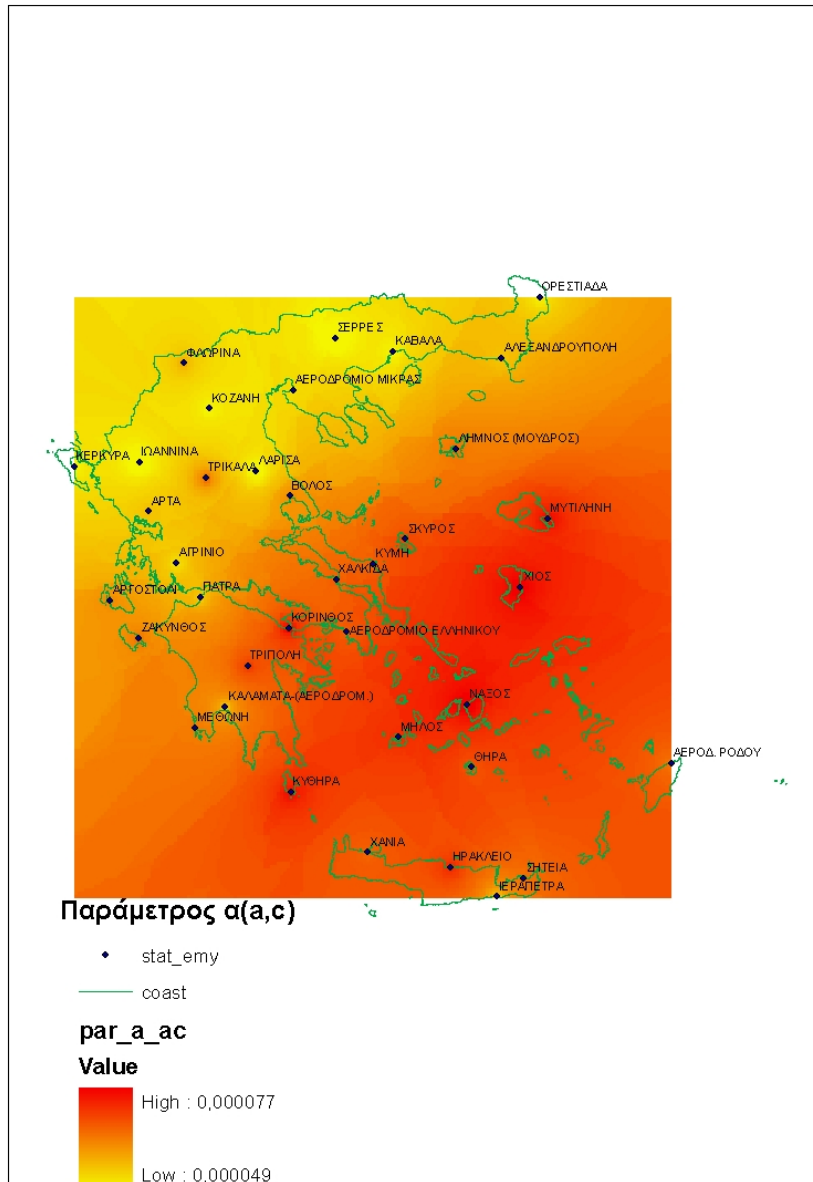 ΟΡΕΣΤΙΑΔΑ
ΣΕΡΡΕΣ
ΚΑΒΑΛΑ
ΑΛΕΞΑΝΔΡΟΥΠΟΛΗ
ΦΛΩΡΙΝΑ
ΑΕΡΟΔΡΟΜΙΟ ΜΙΚΡΑΣ
ΚΟΖΑΝΗ
ΛΗΜΝΟΣ (ΜΟΥΔΡΟΣ)
ΚΕΡΚΥΡΑ
ΙΩΑΝΝΙΝΑ
ΤΡΙΚΑΛΑ
ΛΑΡΙΣΑ
ΒΟΛΟΣ
ΑΡΤΑ
ΜΥΤΙΛΗΝΗ
ΣΚΥΡΟΣ
ΑΓΡΙΝΙΟ
ΚΥΜΗ
ΧΑΛΚΙΔΑ
ΧΙΟΣ
ΑΡΓΟΣΤΟΛΙ
ΠΑΤΡΑ
ΖΑΚΥΝΘΟΣ
ΚΟΡΙΝΘΟΣ
ΑΕΡΟΔΡΟΜΙΟ ΕΛΛΗΝΙΚΟΥ
ΤΡΙΠΟΛΗ
ΚΑΛΑΜΑΤΑ-(ΑΕΡΟΔΡΟΜ.)
ΝΑΞΟΣ
ΜΕΘΩΝΗ
ΜΗΛΟΣ
ΑΕΡΟΔ. ΡΟΔΟΥ
ΘΗΡΑ
ΚΥΘΗΡΑ
ΧΑΝΙΑ
ΗΡΑΚΛΕΙΟ
ΣΗΤΕΙΑ
ΙΕΡΑΠΕΤΡΑ
Παράμετρος α(a,c)
stat_emy
coast
par_a_ac
Value
High : 0,000077
Low : 0,000049